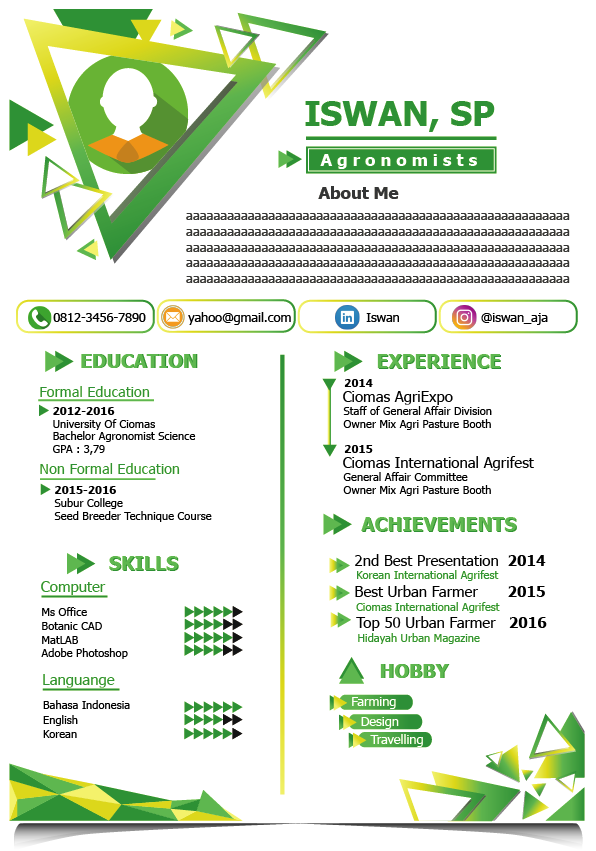 ISWAN, SP
Agronomists
About Me
aaaaaaaaaaaaaaaaaaaaaaaaaaaaaaaaaaaaaaaaaaaaaaaaaaaaaaaa
aaaaaaaaaaaaaaaaaaaaaaaaaaaaaaaaaaaaaaaaaaaaaaaaaaaaaaaa
aaaaaaaaaaaaaaaaaaaaaaaaaaaaaaaaaaaaaaaaaaaaaaaaaaaaaaaa
aaaaaaaaaaaaaaaaaaaaaaaaaaaaaaaaaaaaaaaaaaaaaaaaaaaaaaaa
aaaaaaaaaaaaaaaaaaaaaaaaaaaaaaaaaaaaaaaaaaaaaaaaaaaaaaaa
0812-3456-7890
yahoo@gmail.com
Iswan
@iswan_aja
EDUCATION
Formal Education
2012-2016
University Of Ciomas
Bachelor Agronomist Science
GPA : 3,79
Non Formal Education
2015-2016
Subur College
Seed Breeder Technique Course
SKILLS
Computer
Ms Office
Botanic CAD
MatLAB
Adobe Photoshop
Languange
Bahasa Indonesia
English
Korean
EXPERIENCE
2014
Ciomas AgriExpo
Staff of General Affair Division
Owner Mix Agri Pasture Booth
2015
Ciomas International Agrifest
General Affair Committee
Owner Mix Agri Pasture Booth
ACHIEVEMENTS
2nd Best Presentation 2014
Korean International Agrifest
Best Urban Farmer 2015
Ciomas International Agrifest
Top 50 Urban Farmer 2016
Hidayah Urban Magazine
HOBBY
Farming
Design
Travelling